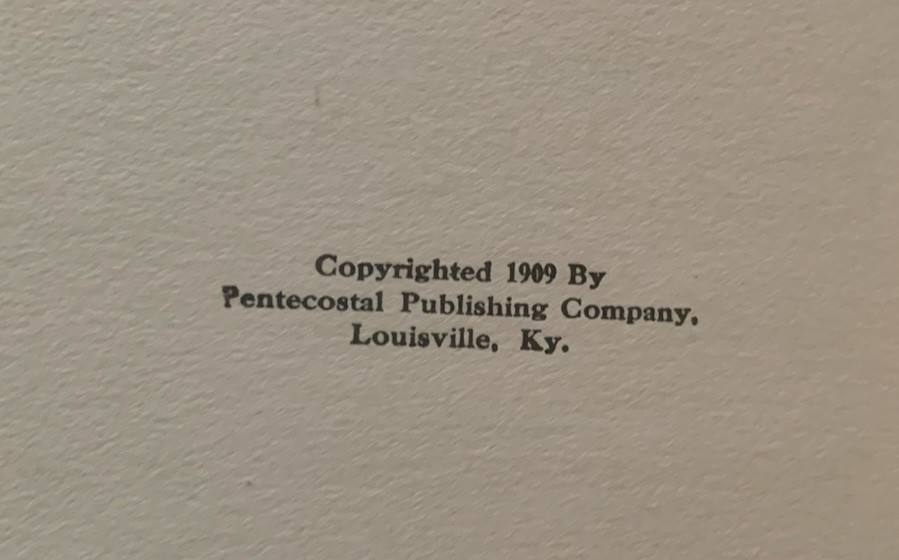 Copyrighted 1909 By
Pentecostal Publishing Company,
Louisville, Ky.